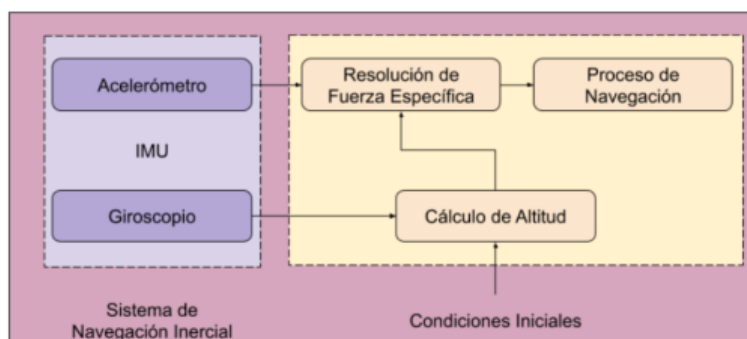 Acelerómetro
IMU
Giroscopio
Resolución de
Fuerza Específica
Proceso de
Navegación
Cálculo de Altitud
Sistema de
Navegación Inercial
Condiciones Iniciales